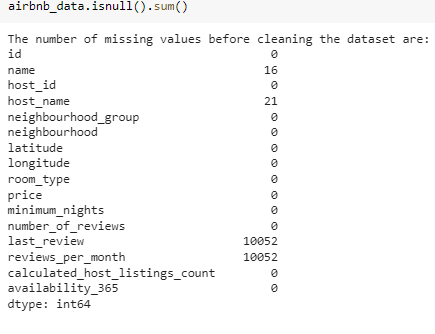 airbnb_data.isnull().sum()
The number of missing values before cleaning the dataset are:
id 0
name 16
host_id 0
host_name 21
neighbourhood_group 0
neighbourhood 0
latitude 0
longitude 0
room_type 0
price 0
minimum_nights 0
number_of_reviews 0
last_review 10052
reviews_per_month 10052
calculated_host_listings_count 0
availability_365 0
dtype: int64